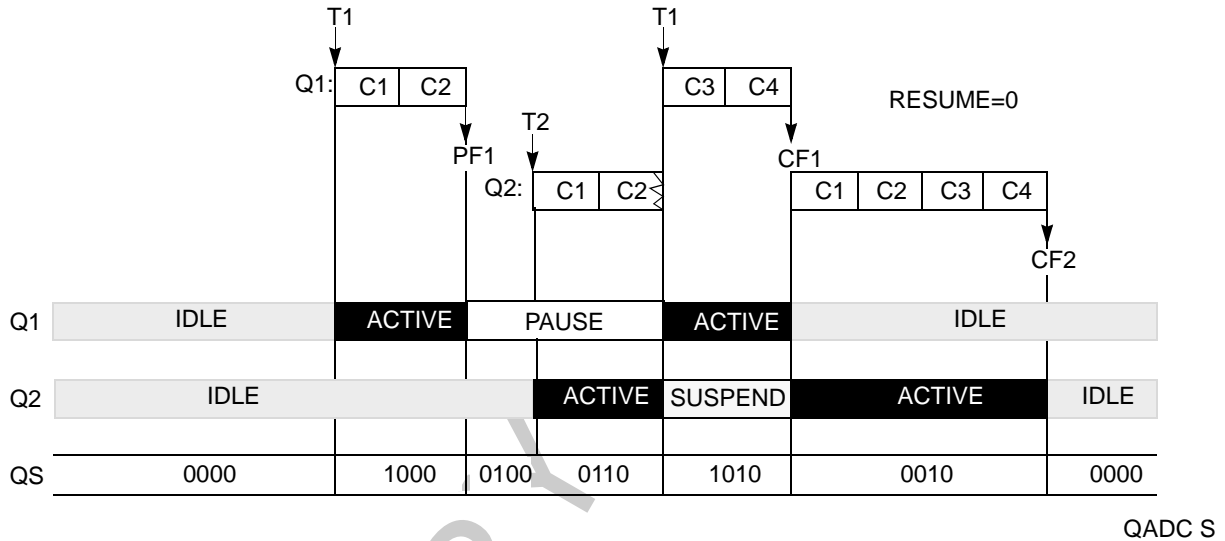 T1 T1
Q1: C1 C2 C3 C4 RESUME=0
T2
PF1 CF1
Q2: C1 C2 C1 C2 C3 C4
CF2
Q1 IDLE ACTIVE PAUSE ACTIVE IDLE
Q2 IDLE ACTIVE SUSPEND ACTIVE IDLE
QS 0000 1000 0100 0110 1010 0010 0000
QADC S